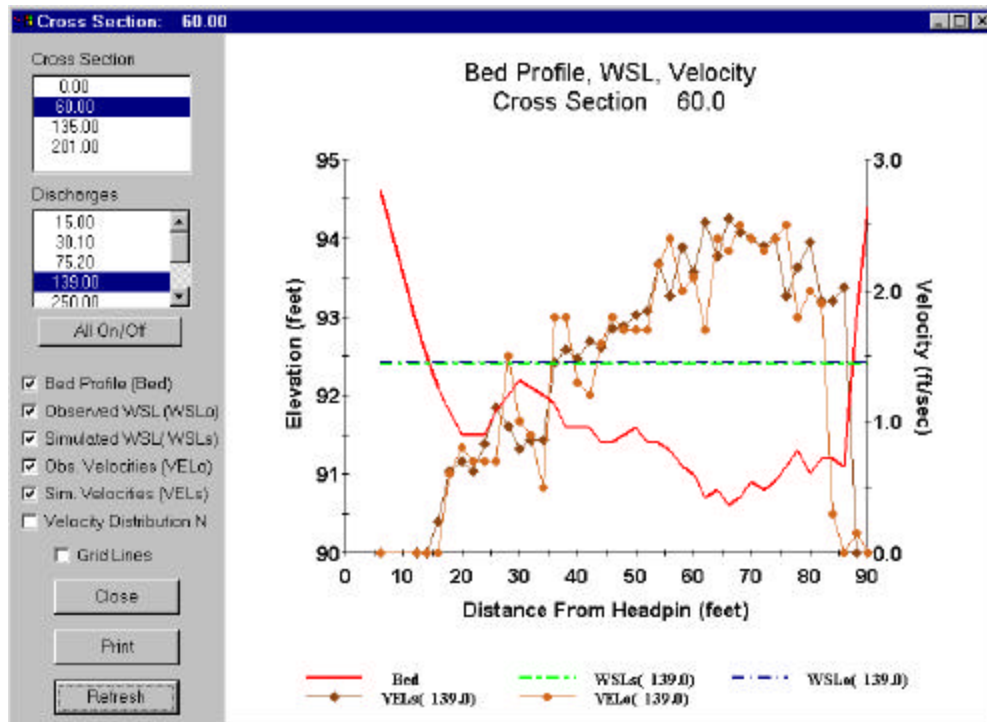 Cross Section: 60.00
Cross Section
0.00
60.00
135.00
201.00
Discharges
15.00
30.10
75.20
139.00
250.00
All On/Off
Bed Profile (Bed)
Observed WSL (WSLo)
Simulated WSL( WSLs)
Obs. Velocities (VELo)
Sim. Velocities (VELs)
Velocity Distribution N
Grid Lines
Close
Print
Refresh
Bed Profile, WSL, Velocity
Cross Section 60.0
Elevation (feet)
95
94
93
92
91
90
3.0
2.0
1.0
0.0
Velocity (ft/sec)
0 10 20 30 40 50 60 70 80 90
Distance From Headpin (feet)
Bed WSLs( 139.0) WSLo( 139.0)
VELs( 139.0) VELo( 139.0)